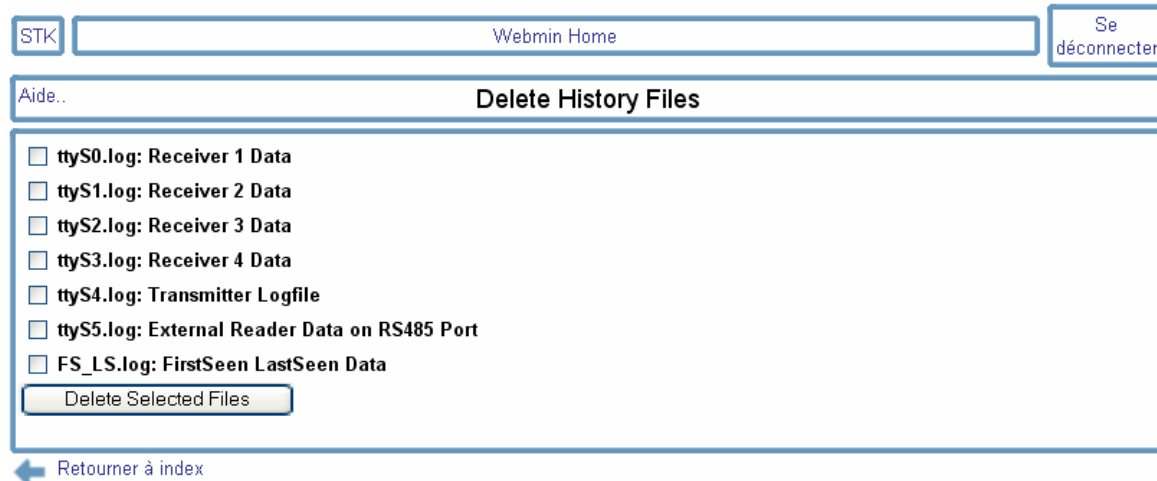 STK
Webmin Home
Se
déconnecter
Aide..
Delete History Files
ttyS0.log: Receiver 1 Data
ttyS1.log: Receiver 2 Data
ttyS2.log: Receiver 3 Data
ttyS3.log: Receiver 4 Data
ttyS4.log: Transmitter Logfile
ttyS5.log: External Reader Data on RS485 Port
FS_LS.log: FirstSeen LastSeen Data
Delete Selected Files
Retourner à index